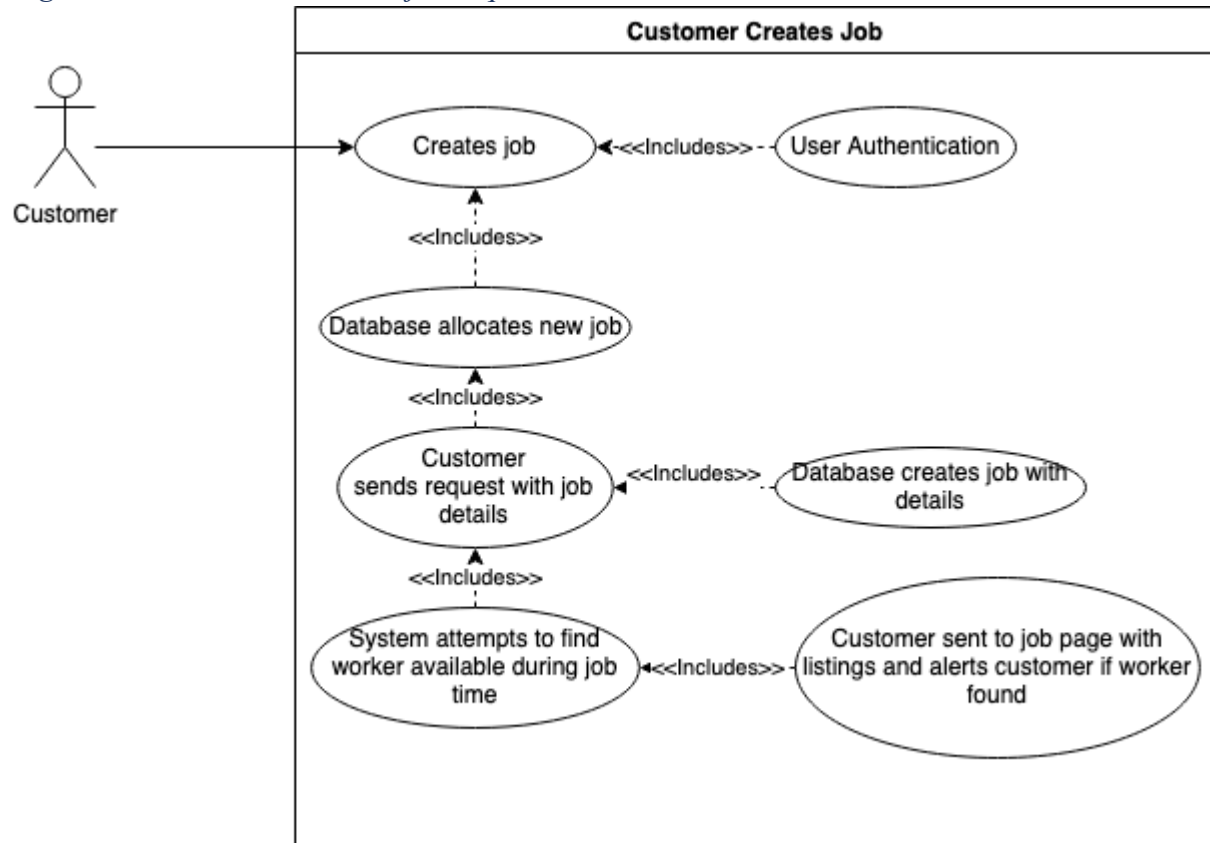 Customer Creates Job
Creates job
<<Includes>>
User Authentication
Customer
<<Includes>>
Database allocates new job
<<Includes>>
Customer
sends request with job
details
<<Includes>>
Database creates job with
details
<<Includes>>
System attempts to find
worker available during job
time
<<Includes>>
Customer sent to job page with
listings and alerts customer if worker
found